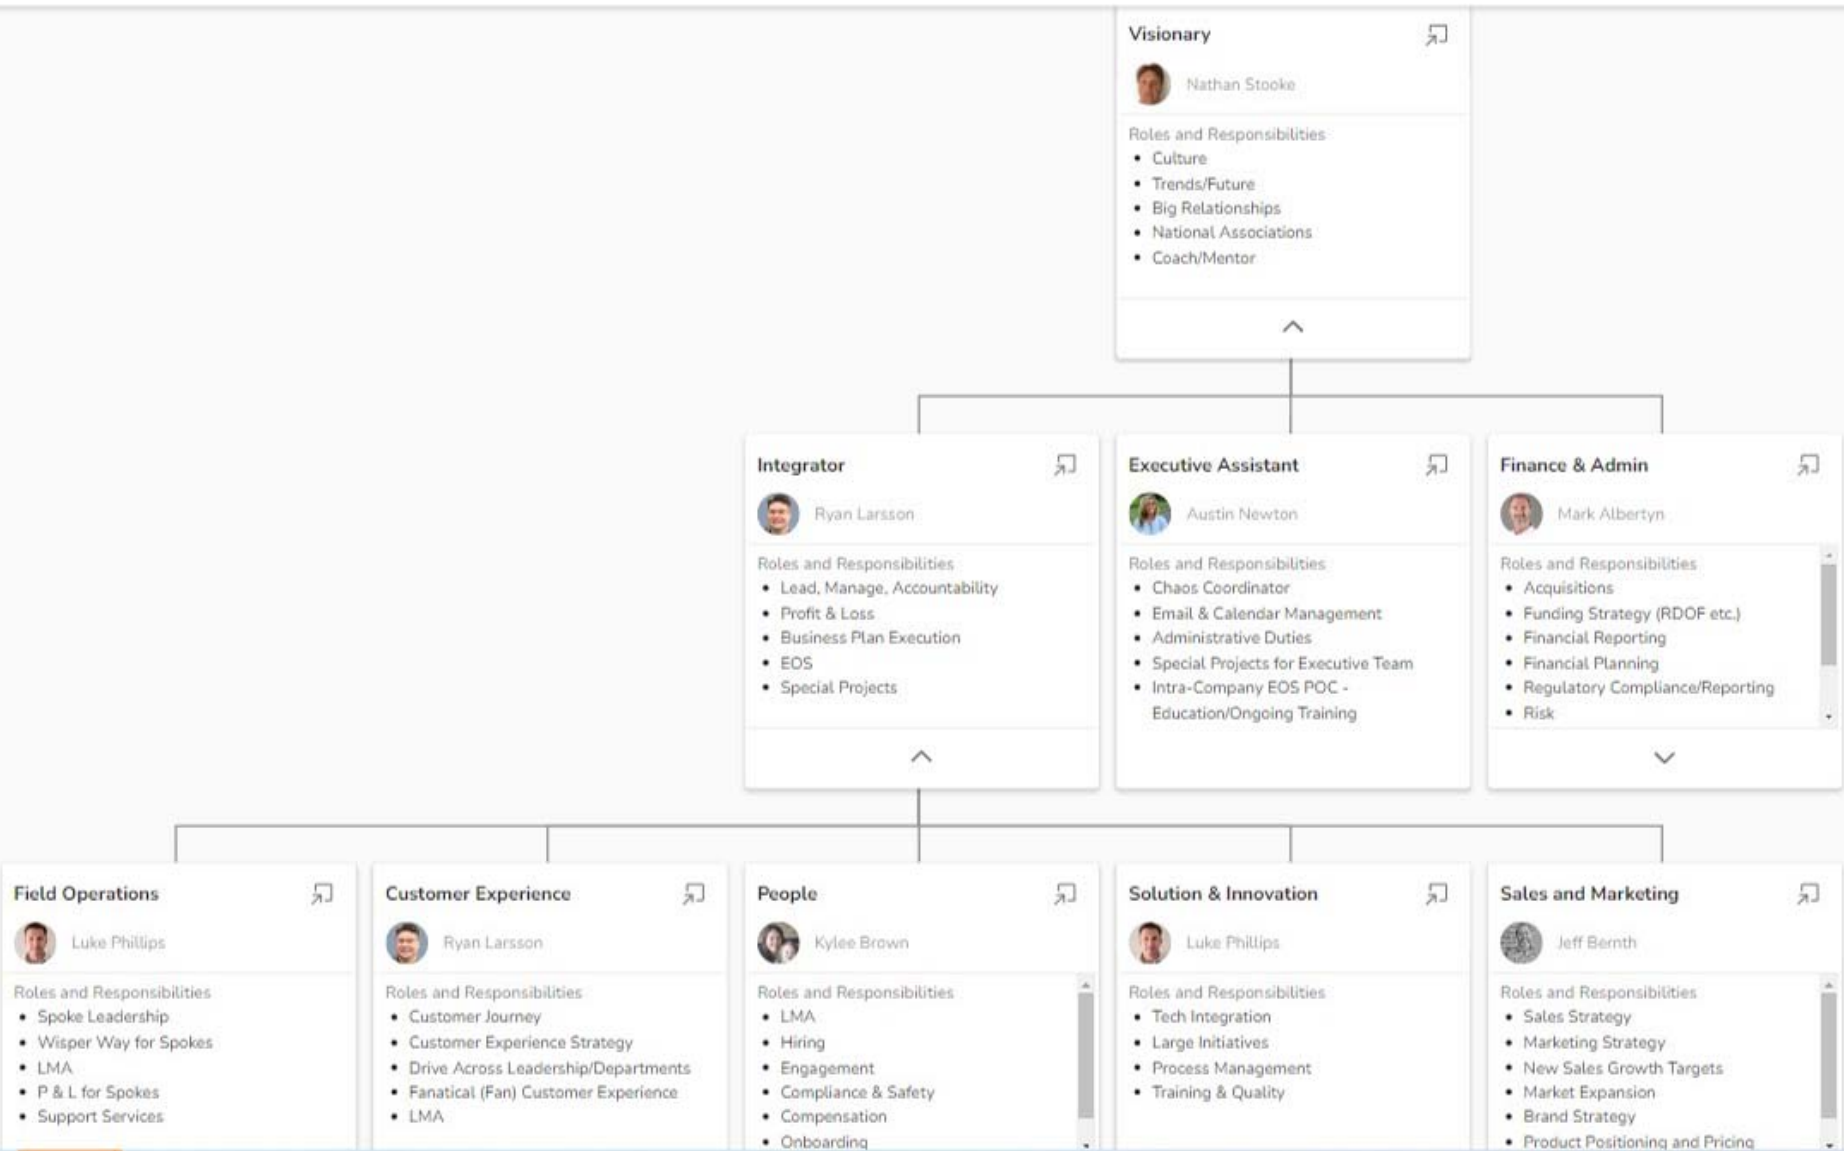 Visionary
Nathan Stooke
Roles and Responsibilities
• Culture
• Trends/Future
• Big Relationships
• National Associations
• Coach/Mentor
Integrator
Ryan Larsson
Roles and Responsibilities
• Lead, Manage, Accountability
• Profit & Loss
• Business Plan Execution
• EOS
• Special Projects
Executive Assistant
Austin Newton
Roles and Responsibilities
• Chaos Coordinator
• Email & Calendar Management
• Administrative Duties
• Special Projects for Executive Team
• Intra-Company EOS POC -
Education/Ongoing Training
Finance & Admin
Mark Albertyn
Roles and Responsibilities
• Acquisitions
• Funding Strategy (RDOF etc.)
• Financial Reporting
• Financial Planning
• Regulatory Compliance/Reporting
• Risk
Field Operations
Luke Phillips
Roles and Responsibilities
• Spoke Leadership
• Wisper Way for Spokes
• LMA
• P & L for Spokes
• Support Services
Customer Experience
Ryan Larsson
Roles and Responsibilities
• Customer Journey
• Customer Experience Strategy
• Drive Across Leadership/Departments
• Fanatical (Fan) Customer Experience
• LMA
People
Kylee Brown
Roles and Responsibilities
• LMA
• Hiring
• Engagement
• Compliance & Safety
• Compensation
• Onboarding
Solution & Innovation
Luke Phillips
Roles and Responsibilities
• Tech Integration
• Large Initiatives
• Process Management
• Training & Quality
Sales and Marketing
Jeff Bernth
Roles and Responsibilities
• Sales Strategy
• Marketing Strategy
• New Sales Growth Targets
• Market Expansion
• Brand Strategy
• Product Positioning and Pricing